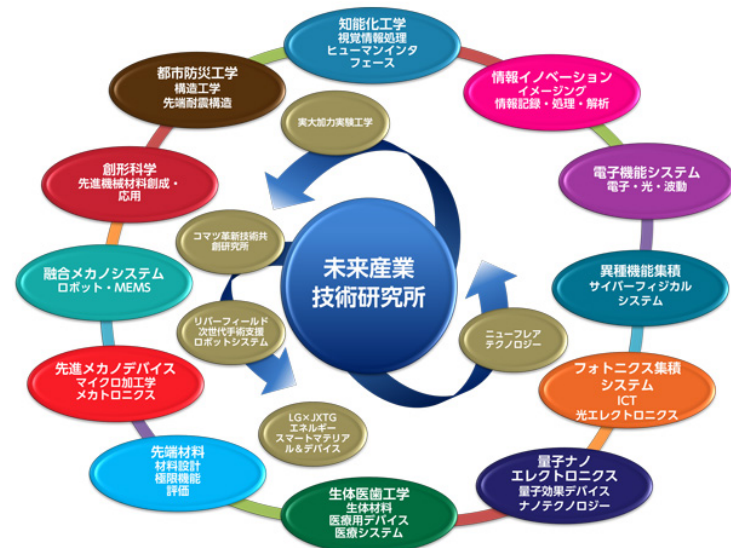 知能化工学
視覚情報処理
ヒューマンインタ
フェース
都市防災工学
構造工学
先端耐震構造
情報イノベーション
イメージング
情報記録・処理・解析
実大加力実験工学
創形科学
先進機械材料創成・
応用
電子機能システム
電子・光・波動
コマツ革新技術共
創研究所
未来産業
技術研究所
融合メカノシステム
ロボット・MEMS
異種機能集積
サイバーフィジカル
システム
リバーフィールド
次世代手術支援
ロボットシステム
ニューフレア
テクノロジー
先進メカノデバイス
マイクロ加工学
メカトロニクス
フォトニクス集積
システム
ICT
光エレクトロニクス
LG×JXTG
エネルギー
スマートマテリア
ル＆デバイス
先端材料
材料設計
極限機能
評価
量子ナノ
エレクトロニクス
量子効果デバイス
ナノテクノロジー
生体医歯工学
生体材料
医療用デバイス
医療システム